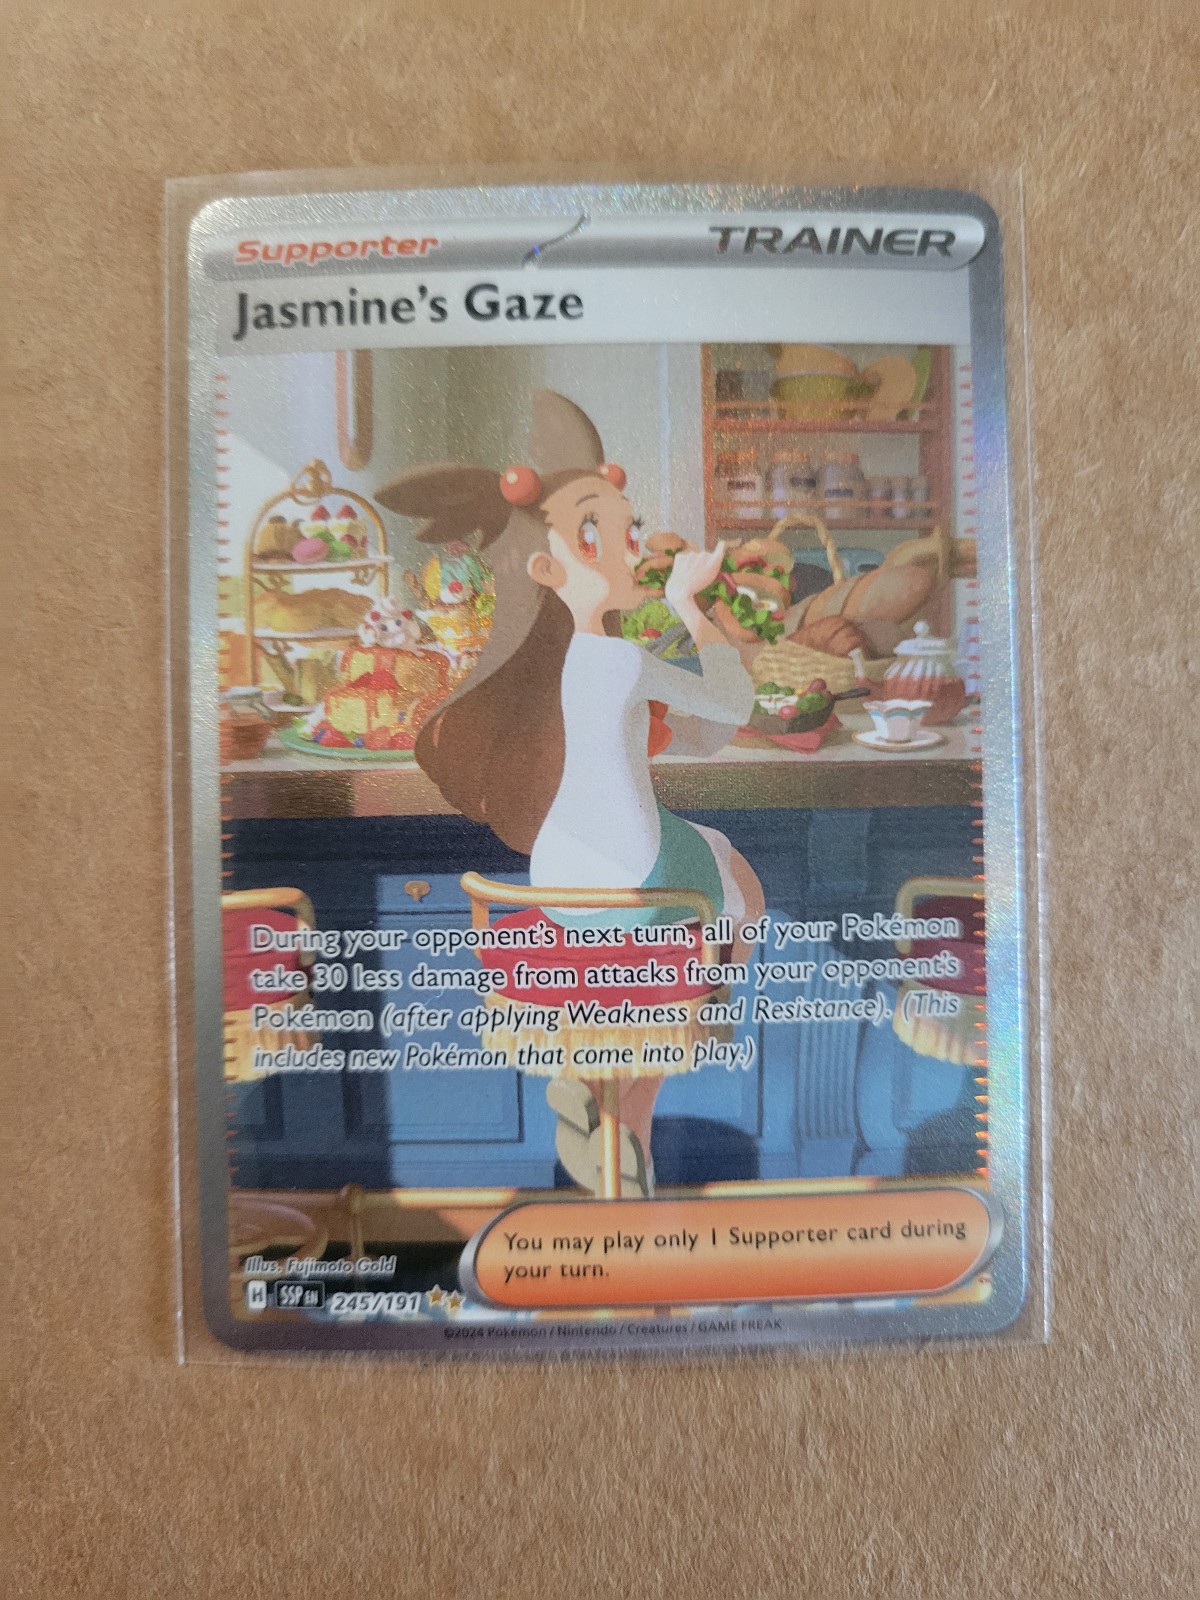 Supporter TRAINER
Jasmine's Gaze
During your opponent's next turn, all of your Pokémon
take 30 less damage from attacks from your opponent's
Pokémon (after applying Weakness and Resistance). (This
includes new Pokémon that come into play.)
You may play only 1 Supporter card during
your turn.
Illus. Fujimoto Gold
H SSP EN 245/191
©2024 Pokémon / Nintendo / Creatures / GAME FREAK